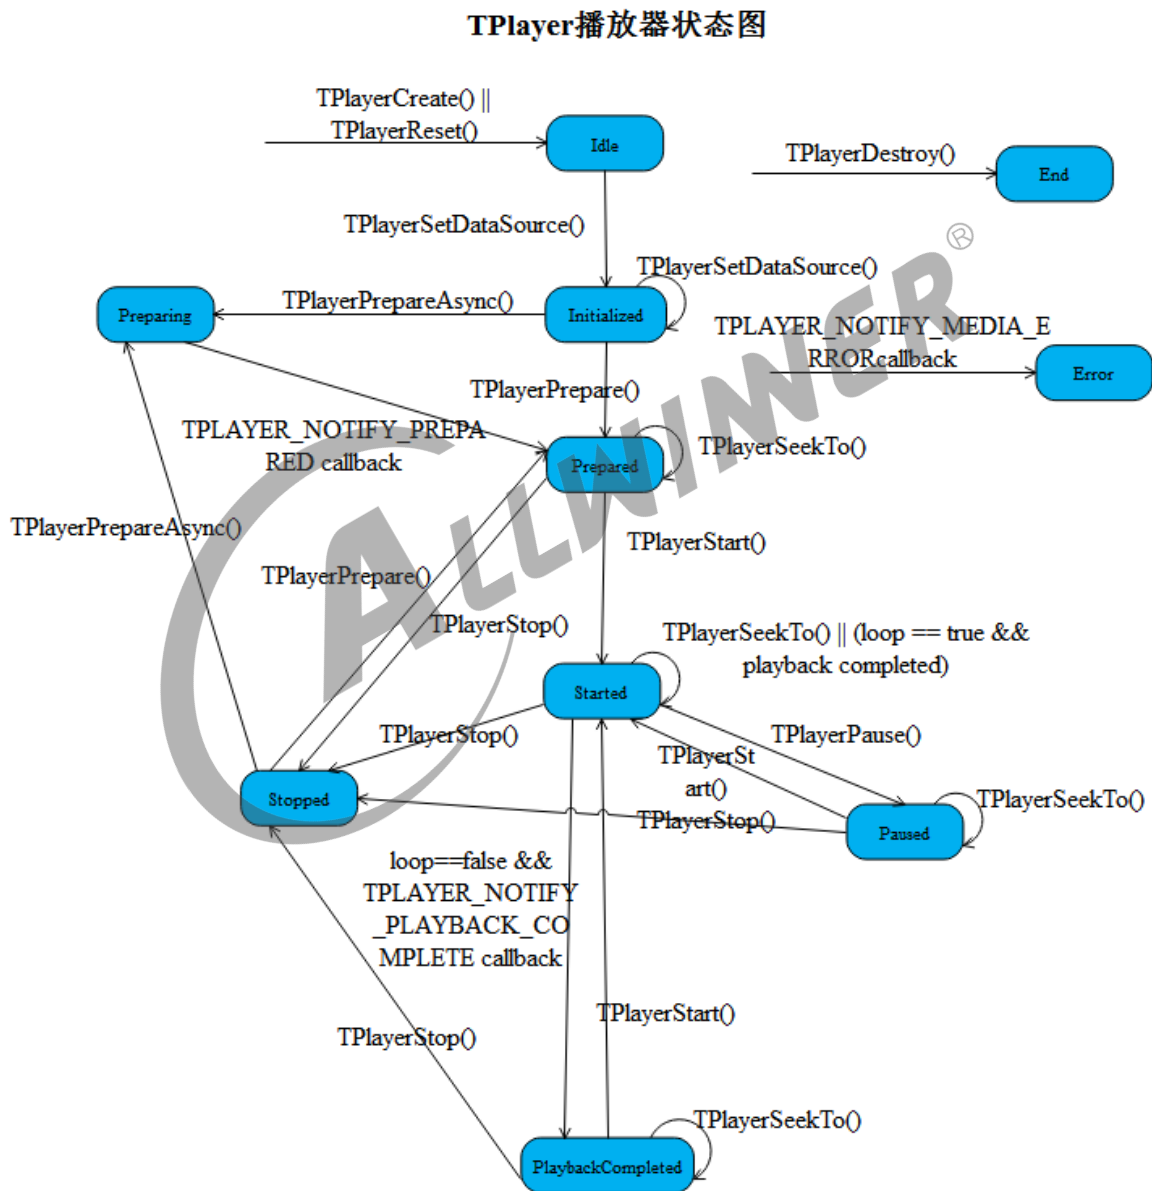 TPlayer播放器状态图
TPlayerCreate() ||
TPlayerReset()
Idle
TPlayerDestroy()
End
TPlayerSetDataSource()
®
TPlayerSetDataSource()
Preparing
TPlayerPrepareAsync()
Initialized
TPLAYER_NOTIFY_MEDIA_E
RRORcallback
Error
TPlayerPrepare()
TPLAYER_NOTIFY_PREPA
RED callback
Prepared
TPlayerSeekTo()
ALLWINNER
TPlayerPrepareAsync()
TPlayerStart()
TPlayerPrepare()
TPlayerStop()
TPlayerSeekTo() || (loop == true &&
playback completed)
Started
TPlayerStop()
TPlayerPause()
TPlayerSt
art()
Stopped
TPlayerStop()
Paused
TPlayerSeekTo()
loop==false &&
TPLAYER_NOTIFY
_PLAYBACK_CO
MPLETE callback
TPlayerStop()
TPlayerStart()
PlaybackCompleted
TPlayerSeekTo()